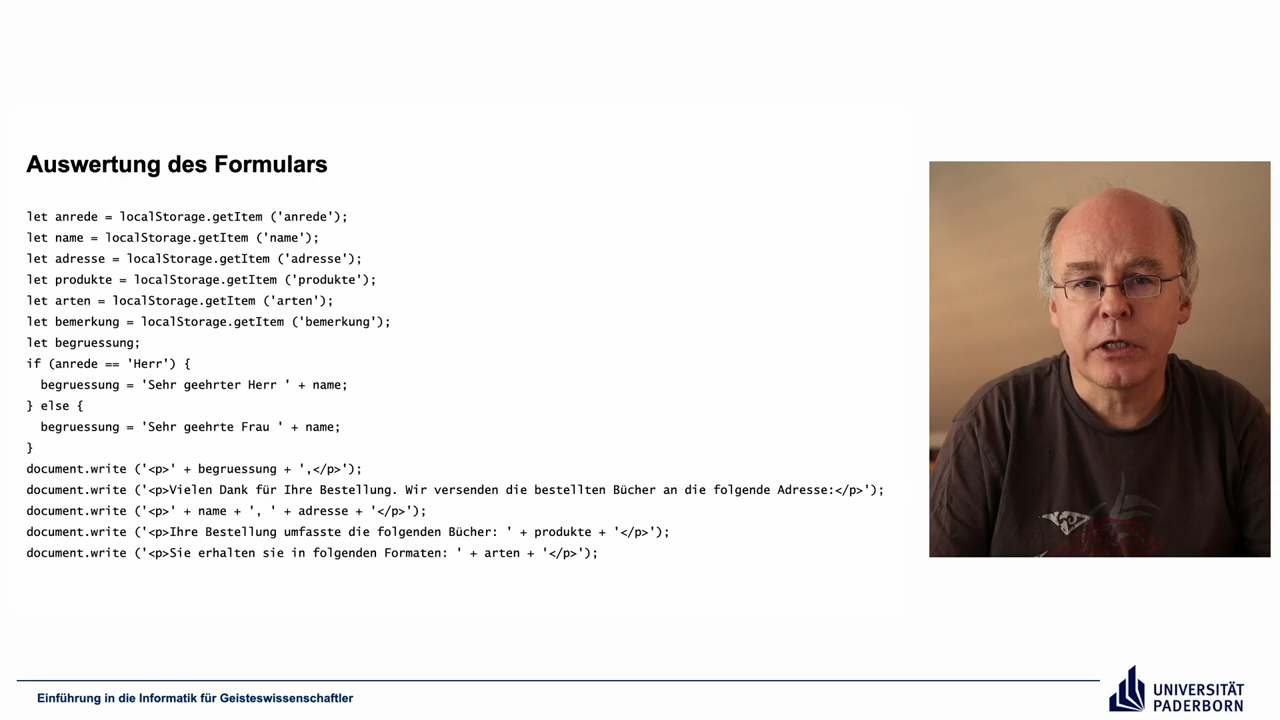 Auswertung des Formulars
let anrede = localStorage.getItem ('anrede');
let name = localStorage.getItem ('name');
let adresse = localStorage.getItem ('adresse');
let produkte = localStorage.getItem ('produkte');
let arten = localStorage.getItem ('arten');
let bemerkung = localStorage.getItem ('bemerkung');
let begruessung;
if (anrede == 'Herr') {
  begruessung = 'Sehr geehrter Herr ' + name;
} else {
  begruessung = 'Sehr geehrte Frau ' + name;
}
document.write ('<p>' + begruessung + ',</p>');
document.write ('<p>Vielen Dank für Ihre Bestellung. Wir versenden die bestellten Bücher an die folgende Adresse:</p>');
document.write ('<p>' + name + ', ' + adresse + '</p>');
document.write ('<p>Ihre Bestellung umfasste die folgenden Bücher: ' + produkte + '</p>');
document.write ('<p>Sie erhalten sie in folgenden Formaten: ' + arten + '</p>');
Einführung in die Informatik für Geisteswissenschaftler
UNIVERSITÄT
PADERBORN